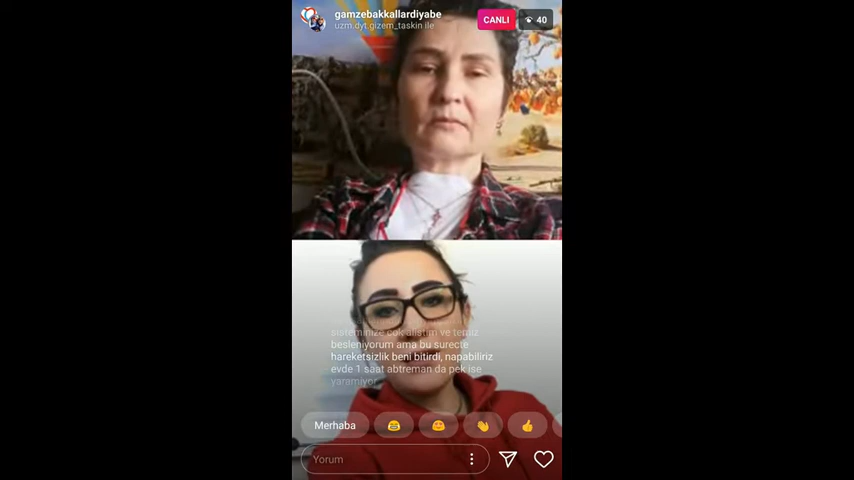 gamzebakkallardiyabe
uzm.dyt.gizem_taskin ile
CANLI
40
sisteminize cok alistim ve temiz
besleniyorum ama bu surecte
hareketsizlik beni bitirdi, napabiliriz
evde 1 saat abtreman da pek ise
yaramiyor
Merhaba
Yorum